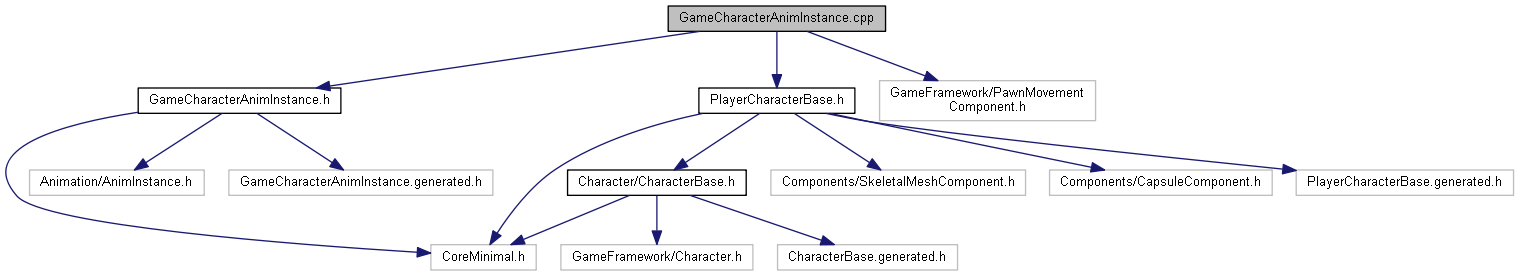 GameCharacterAnimInstance.cpp
GameCharacterAnimInstance.h
PlayerCharacterBase.h
GameFramework/PawnMovement
Component.h
Animation/AnimInstance.h
GameCharacterAnimInstance.generated.h
Character/CharacterBase.h
Components/SkeletalMeshComponent.h
Components/CapsuleComponent.h
PlayerCharacterBase.generated.h
CoreMinimal.h
GameFramework/Character.h
CharacterBase.generated.h